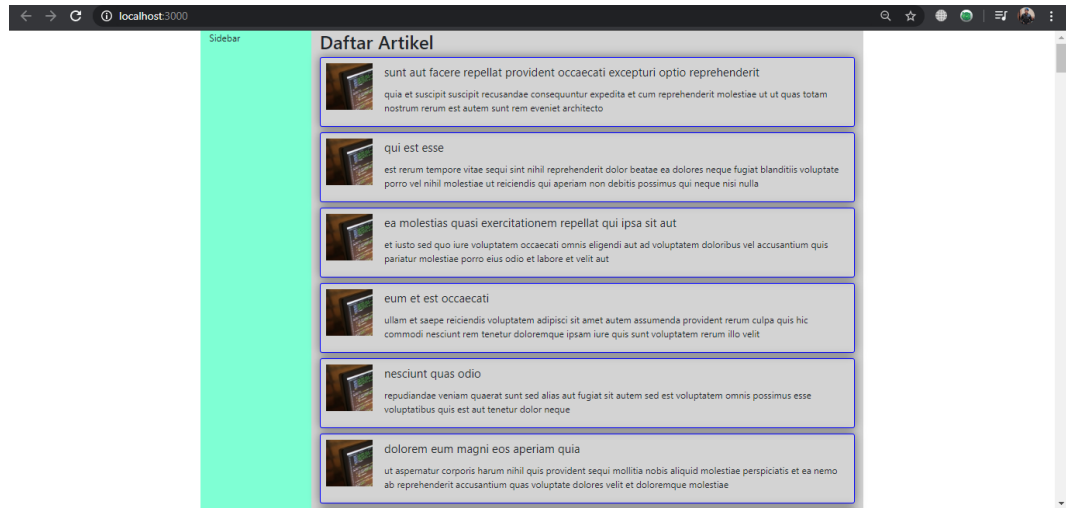 localhost:3000
Sidebar
Daftar Artikel
sunt aut facere repellat provident occaecati excepturi optio reprehenderit
quia et suscipit suscipit recusandae consequuntur expedita et cum reprehenderit molestiae ut ut quas totam
nostrum rerum est autem sunt rem eveniet architecto
qui est esse
est rerum tempore vitae sequi sint nihil reprehenderit dolor beatae ea dolores neque fugiat blanditiis voluptate
porro vel nihil molestiae ut reiciendis qui aperiam non debitis possimus qui neque nisi nulla
ea molestias quasi exercitationem repellat qui ipsa sit aut
et iusto sed quo iure voluptatem occaecati omnis eligendi aut ad voluptatem doloribus vel accusantium quis
pariatur molestiae porro eius odio et labore et velit aut
eum et est occaecati
ullam et saepe reiciendis voluptatem adipisci sit amet autem assumenda provident rerum culpa quis hic
commodi nesciunt rem tenetur doloremque ipsam iure quis sunt voluptatem rerum illo velit
nesciunt quas odio
repudiandae veniam quaerat sunt sed alias aut fugiat sit autem sed est voluptatem omnis possimus esse
voluptatibus quis est aut tenetur dolor neque
dolorem eum magni eos aperiam quia
ut aspernatur corporis harum nihil quis provident sequi mollitia nobis aliquid molestiae perspiciatis et ea nemo
ab reprehenderit accusantium quas voluptate dolores velit et doloremque molestiae